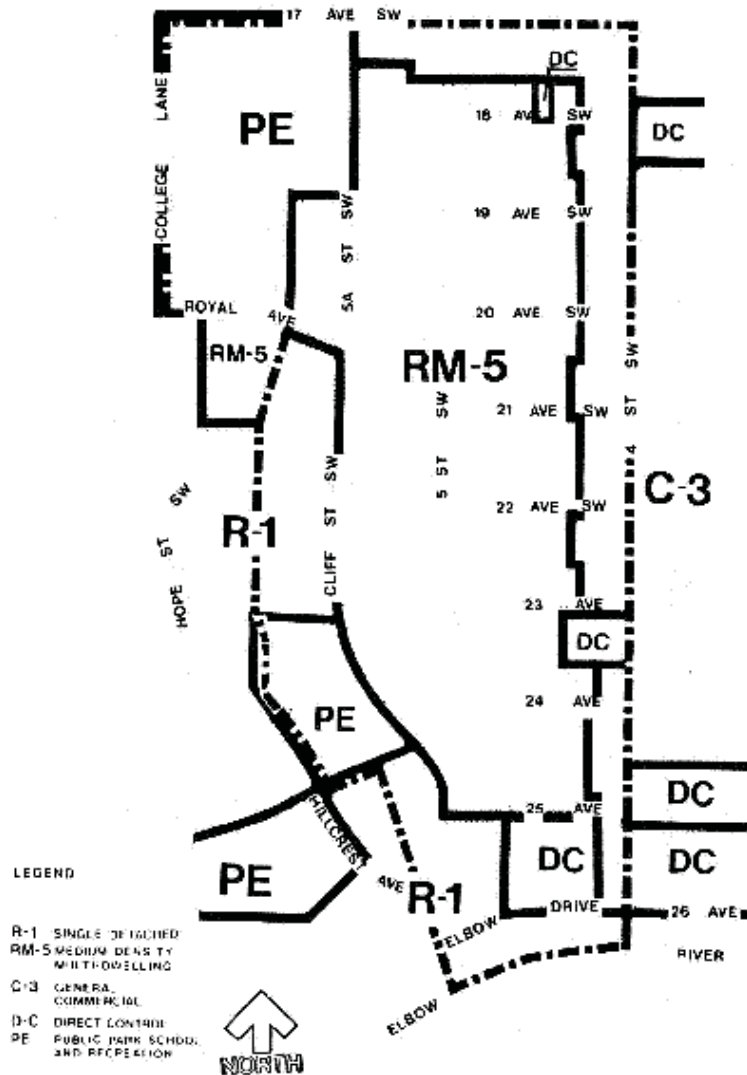 17 AVE SW
DC
PE
18 AVE SW
DC
COLLEGE LANE
19 AVE SW
5A ST SW
ROYAL AVE
20 AVE SW
RM-5
RM-5
21 AVE SW
5 ST SW
4 ST SW
C-3
22 AVE SW
R-1
HOPE ST SW
CLIFF ST SW
23 AVE
DC
24 AVE
PE
DC
25 AVE
HILLCREST AVE
DC
DC
PE
R-1
ELBOW DRIVE
26 AVE
ELBOW RIVER
LEGEND
R-1 SINGLE DETACHED
RM-5 MEDIUM DENSITY
MULTI-DWELLING
C-3 GENERAL
COMMERCIAL
D-C DIRECT CONTROL
PE PUBLIC PARK SCHOOL
AND RECREATION
NORTH